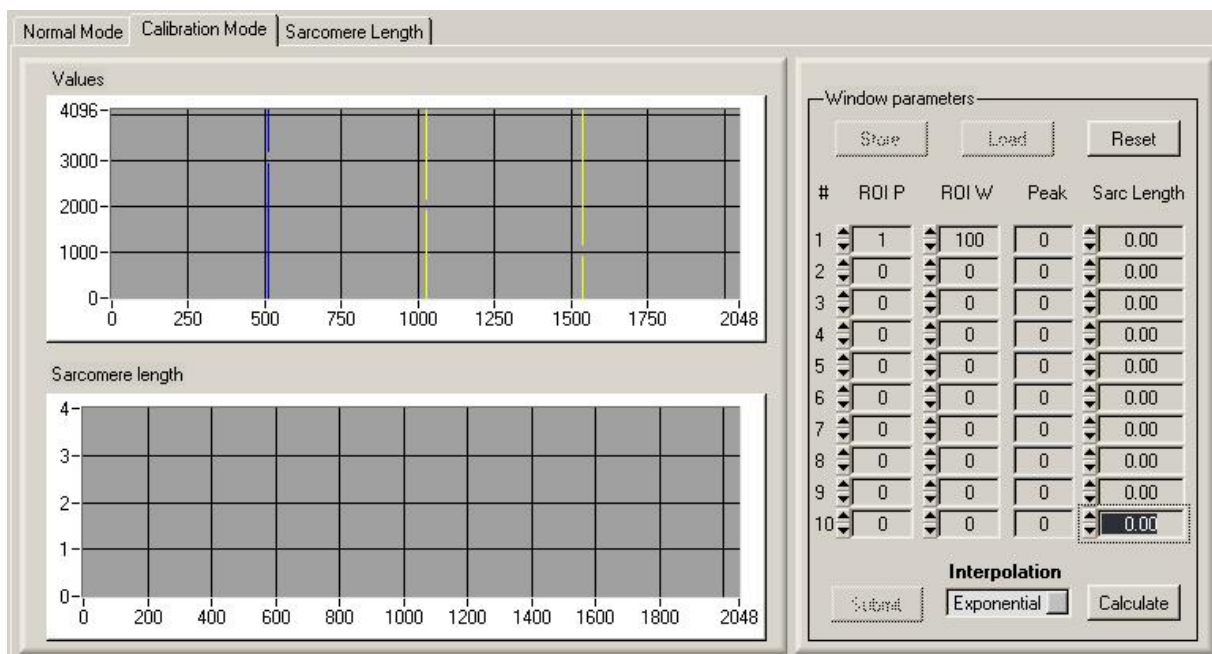 Normal Mode Calibration Mode Sarcomere Length
Values
4096
3000
2000
1000
0
0 250 500 750 1000 1250 1500 1750 2048
Sarcomere length
4
3
2
1
0
0 200 400 600 800 1000 1200 1400 1600 1800 2048
Window parameters
Store Load Reset
# ROI P ROI W Peak Sarc Length
1 1 100 0 0.00
2 0 0 0 0.00
3 0 0 0 0.00
4 0 0 0 0.00
5 0 0 0 0.00
6 0 0 0 0.00
7 0 0 0 0.00
8 0 0 0 0.00
9 0 0 0 0.00
10 0 0 0 0.00
Interpolation
Submit Exponential Calculate